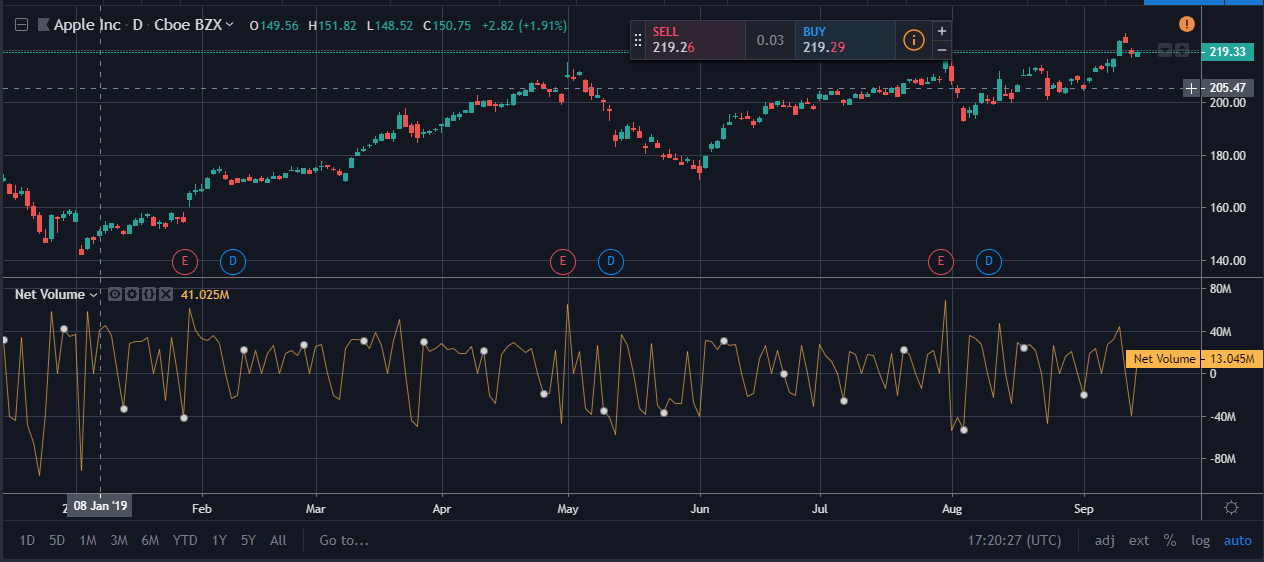 Apple Inc · D · Cboe BZX O149.56 H151.82 L148.52 C150.75 +2.82 (+1.91%)
SELL
219.26
0.03
BUY
219.29
219.33
205.47
200.00
180.00
160.00
140.00
E D E D E D
Net Volume 41.025M
80M
40M
Net Volume 13.045M
0
-40M
-80M
08 Jan '19 Feb Mar Apr May Jun Jul Aug Sep
1D 5D 1M 3M 6M YTD 1Y 5Y All Go to... 17:20:27 (UTC) adj ext % log auto